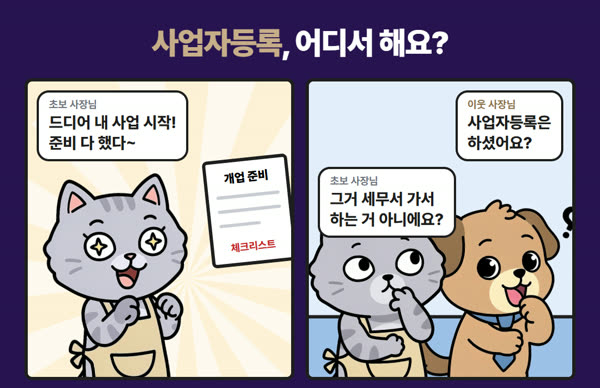 사업자등록, 어디서 해요?
초보 사장님
드디어 내 사업 시작!
준비 다 했다~
개업 준비
체크리스트
이웃 사장님
사업자등록은
하셨어요?
초보 사장님
그거 세무서 가서
하는 거 아니에요?
?